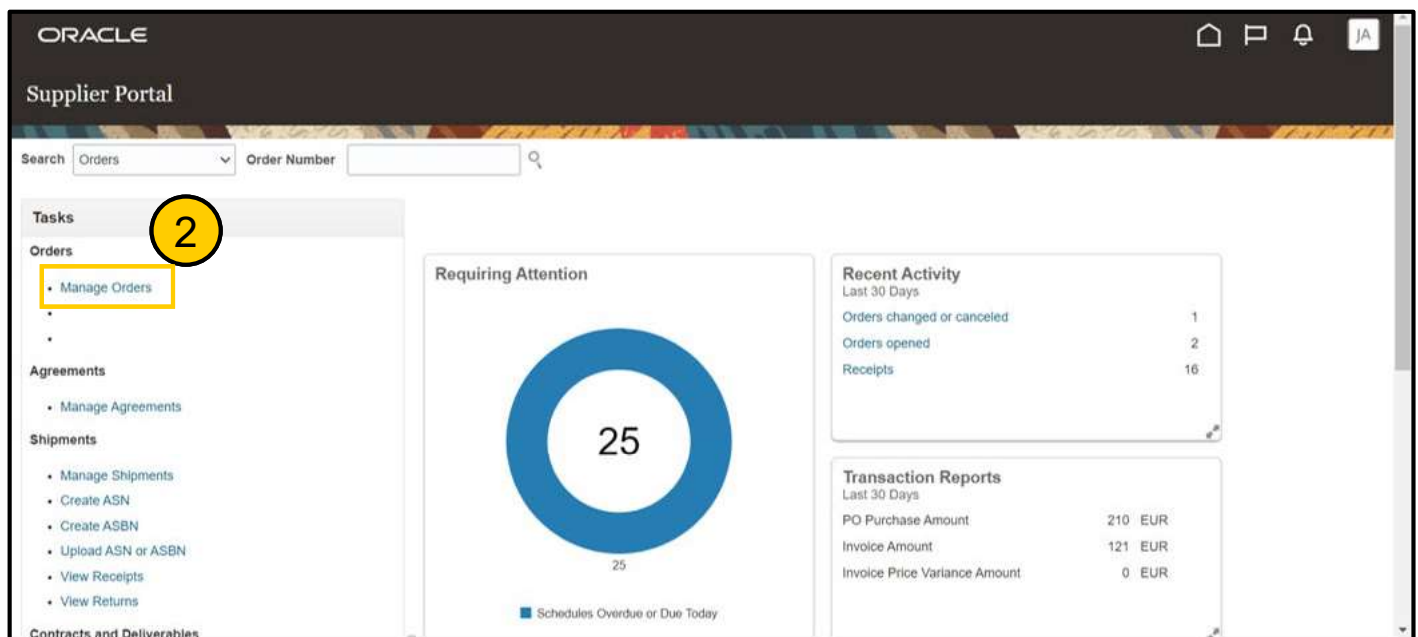 ORACLE
JA
Supplier Portal
Search Orders Order Number
Tasks
2
Orders
• Manage Orders
•
•
Agreements
• Manage Agreements
Shipments
• Manage Shipments
• Create ASN
• Create ASBN
• Upload ASN or ASBN
• View Receipts
• View Returns
Contracts and Deliverables
Requiring Attention
25
25
Schedules Overdue or Due Today
Recent Activity
Last 30 Days
Orders changed or canceled 1
Orders opened 2
Receipts 16
Transaction Reports
Last 30 Days
PO Purchase Amount 210 EUR
Invoice Amount 121 EUR
Invoice Price Variance Amount 0 EUR